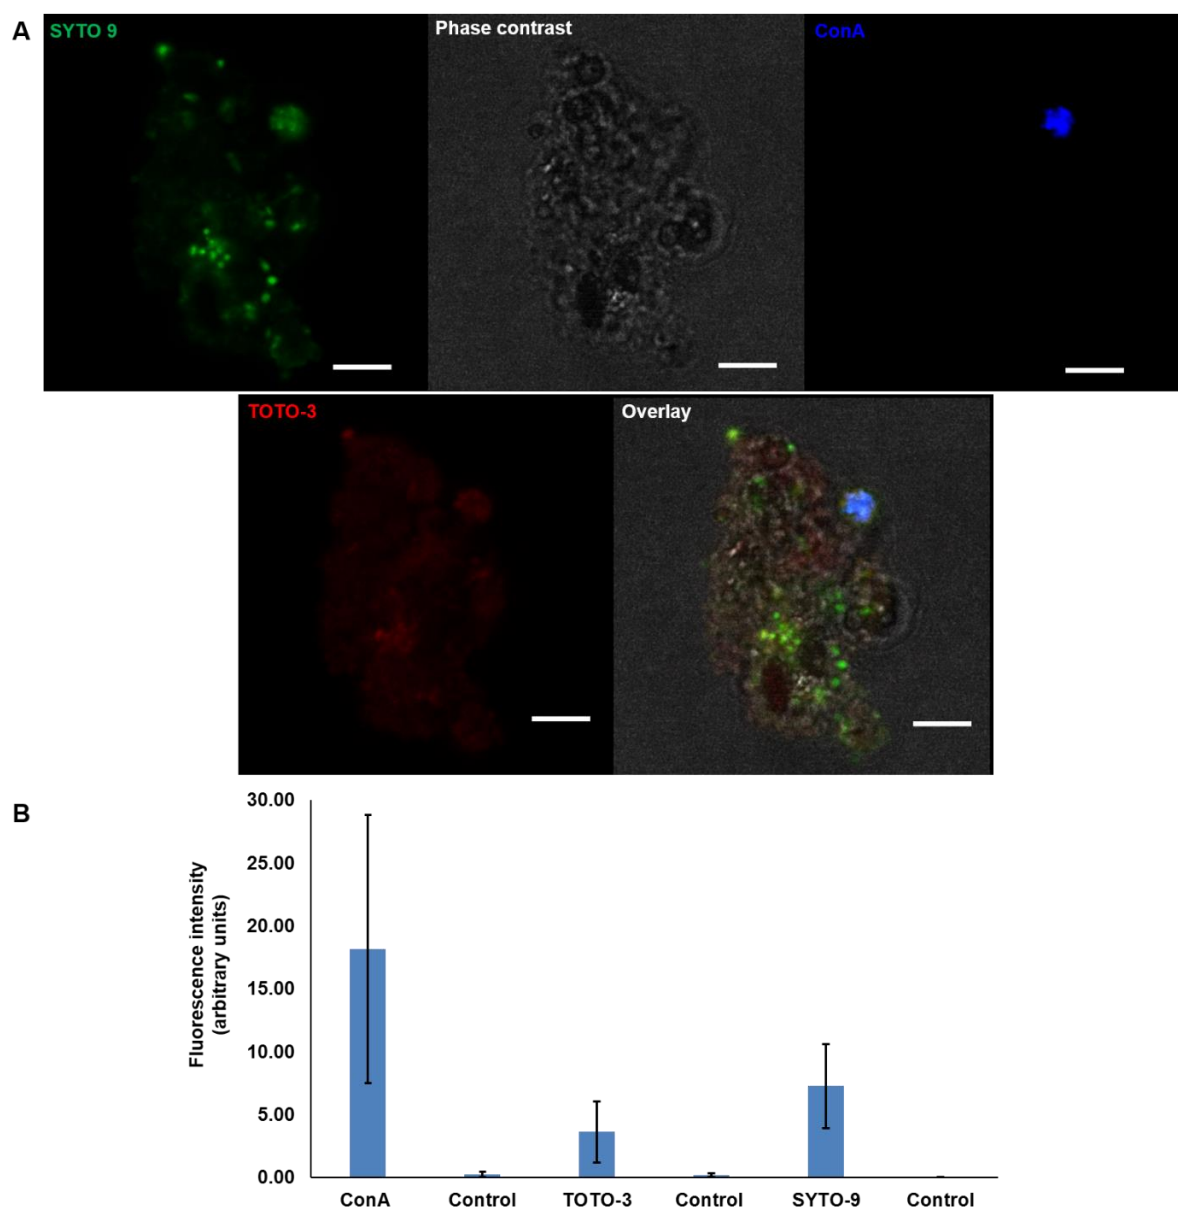 A
SYTO 9
Phase contrast
ConA
TOTO-3
Overlay
B
Fluorescence intensity
(arbitrary units)
30.00
25.00
20.00
15.00
10.00
5.00
0.00
ConA Control TOTO-3 Control SYTO-9 Control